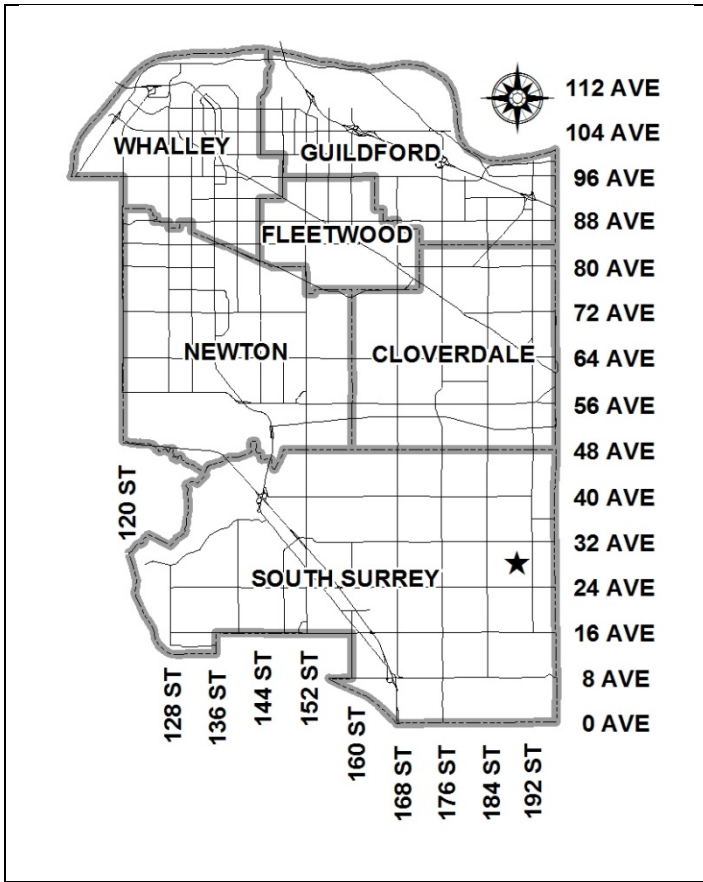 112 AVE
104 AVE
WHALLEY
GUILDFORD
96 AVE
88 AVE
FLEETWOOD
80 AVE
72 AVE
NEWTON
CLOVERDALE
64 AVE
56 AVE
48 AVE
120 ST
40 AVE
32 AVE
SOUTH SURREY
24 AVE
16 AVE
128 ST
136 ST
144 ST
152 ST
160 ST
8 AVE
0 AVE
168 ST
176 ST
184 ST
192 ST